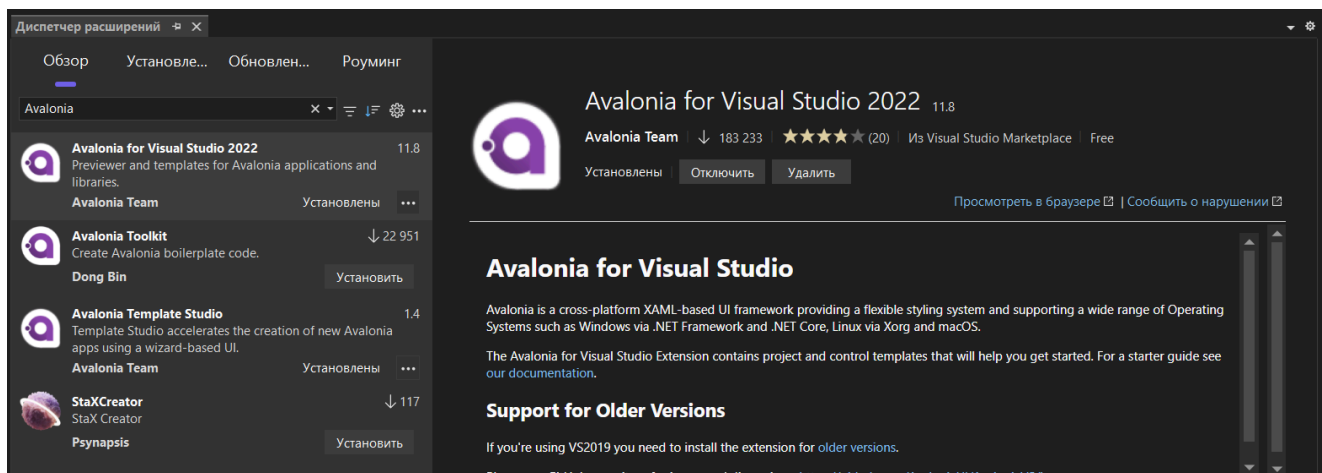 Диспетчер расширений
Обзор Установле... Обновлен... Роуминг
Avalonia
Avalonia for Visual Studio 2022 11.8
Previewer and templates for Avalonia applications and
libraries.
Avalonia Team Установлены
Avalonia Toolkit 22 951
Create Avalonia boilerplate code.
Dong Bin Установить
Avalonia Template Studio 1.4
Template Studio accelerates the creation of new Avalonia
apps using a wizard-based UI.
Avalonia Team Установлены
StaXCreator 117
StaX Creator
Psynapsis Установить
Avalonia for Visual Studio 2022 11.8
Avalonia Team 183 233 (20) Из Visual Studio Marketplace Free
Установлены Отключить Удалить
Просмотреть в браузере | Сообщить о нарушении
Avalonia for Visual Studio
Avalonia is a cross-platform XAML-based UI framework providing a flexible styling system and supporting a wide range of Operating
Systems such as Windows via .NET Framework and .NET Core, Linux via Xorg and macOS.
The Avalonia for Visual Studio Extension contains project and control templates that will help you get started. For a starter guide see
our documentation.
Support for Older Versions
If you're using VS2019 you need to install the extension for older versions.